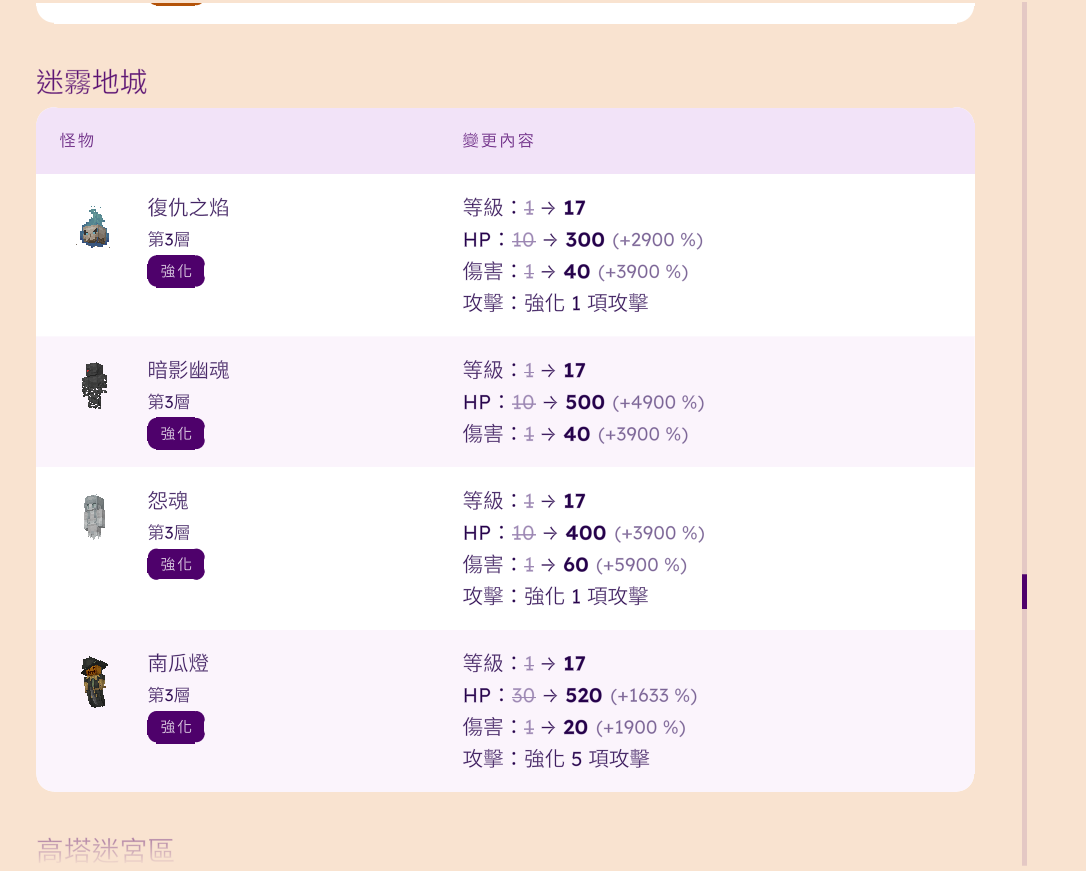 迷霧地城
怪物 變更內容
復仇之焰
第3層
強化
等級：1 → 17
HP：10 → 300 (+2900 %)
傷害：1 → 40 (+3900 %)
攻擊：強化 1 項攻擊
暗影幽魂
第3層
強化
等級：1 → 17
HP：10 → 500 (+4900 %)
傷害：1 → 40 (+3900 %)
怨魂
第3層
強化
等級：1 → 17
HP：10 → 400 (+3900 %)
傷害：1 → 60 (+5900 %)
攻擊：強化 1 項攻擊
南瓜燈
第3層
強化
等級：1 → 17
HP：30 → 520 (+1633 %)
傷害：1 → 20 (+1900 %)
攻擊：強化 5 項攻擊
高塔迷宮區